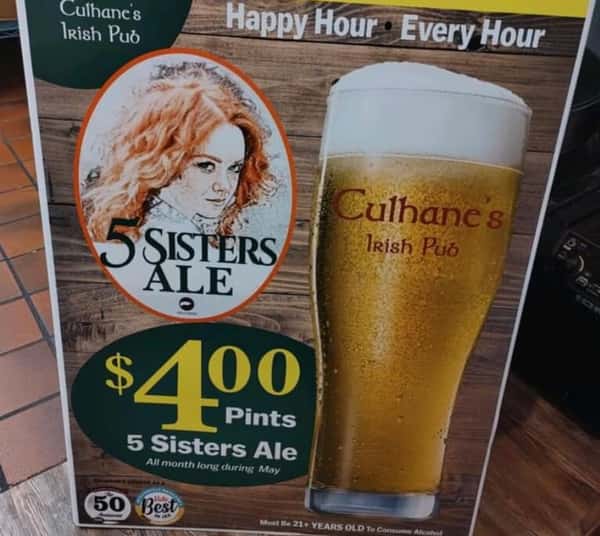 Culhane's
Irish Pub
Happy Hour • Every Hour
5 SISTERS
ALE
Culhane's
Irish Pub
$4.00
Pints
5 Sisters Ale
All month long during May
50
Best
Must Be 21+ YEARS OLD To Consume Alcohol